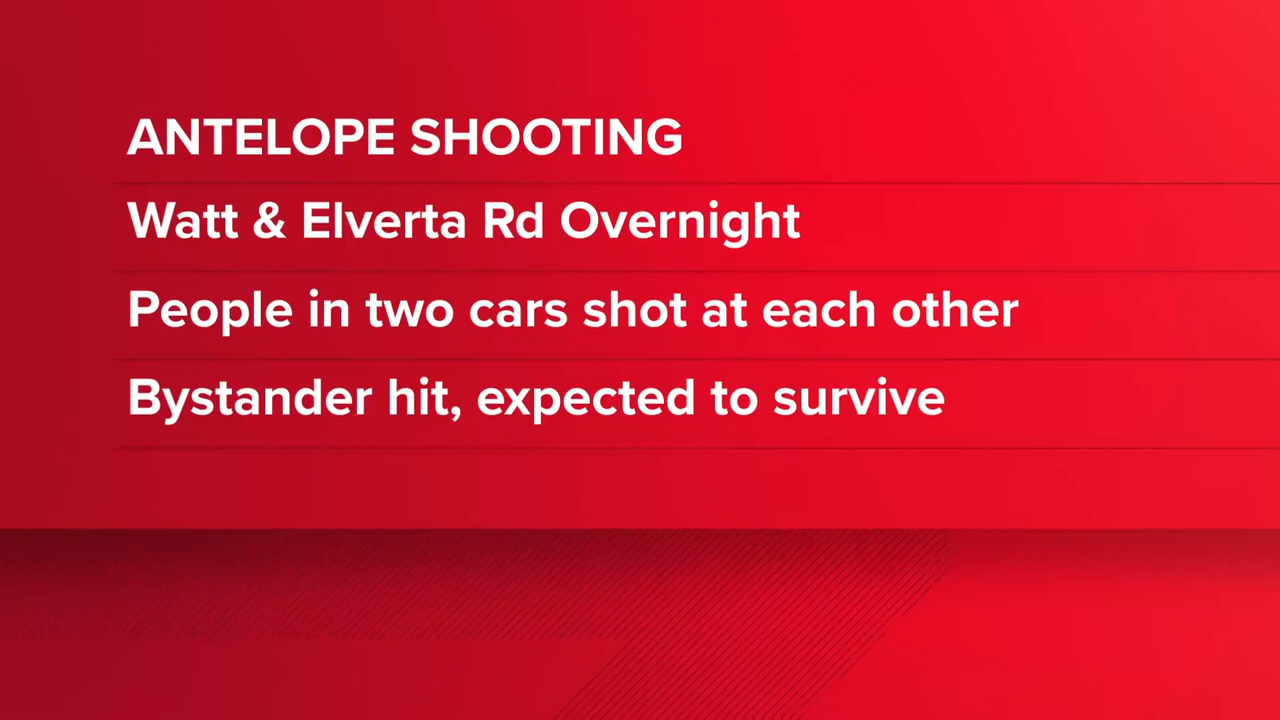 ANTELOPE SHOOTING
Watt & Elverta Rd Overnight
People in two cars shot at each other
Bystander hit, expected to survive